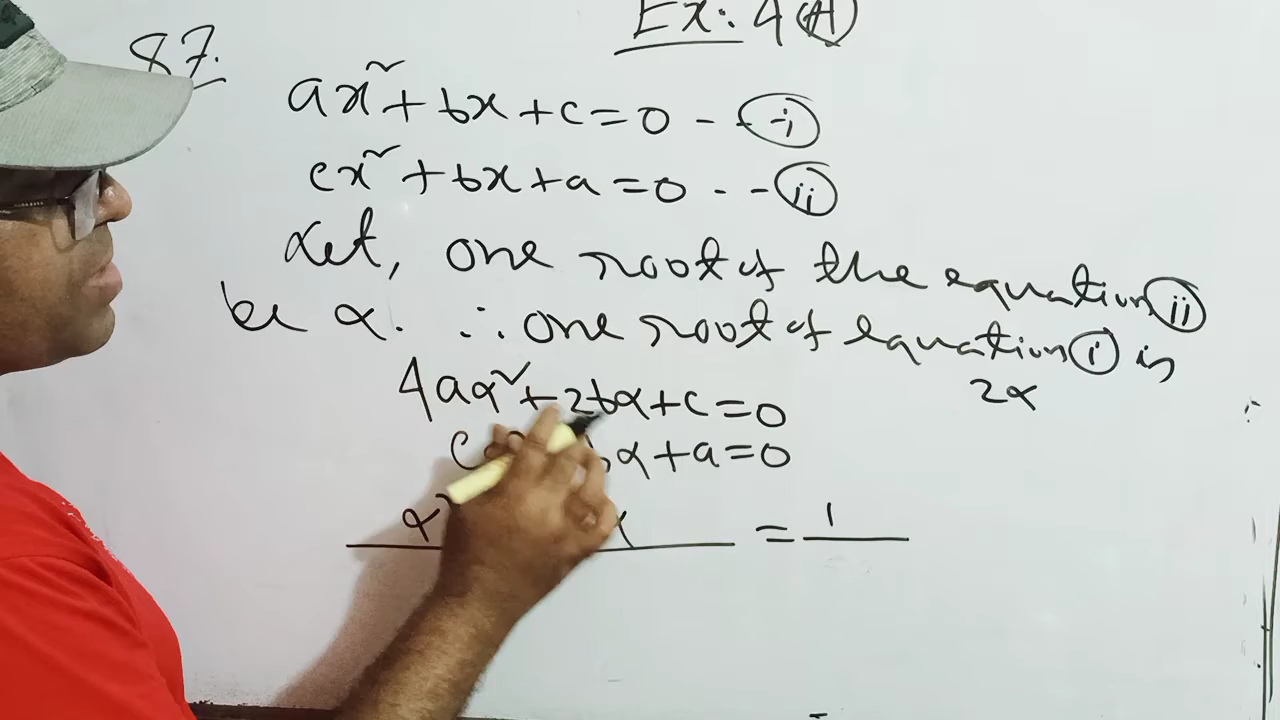 Ex: 4(A)
87.
ax² + bx + c = 0 - - (i)
cx² + bx + a = 0 - - (ii)
Let, one root of the equation (ii)
be α. ∴ one root of equation (i) is
2α
4aα² + 2bα + c = 0
α + a = 0
= 1